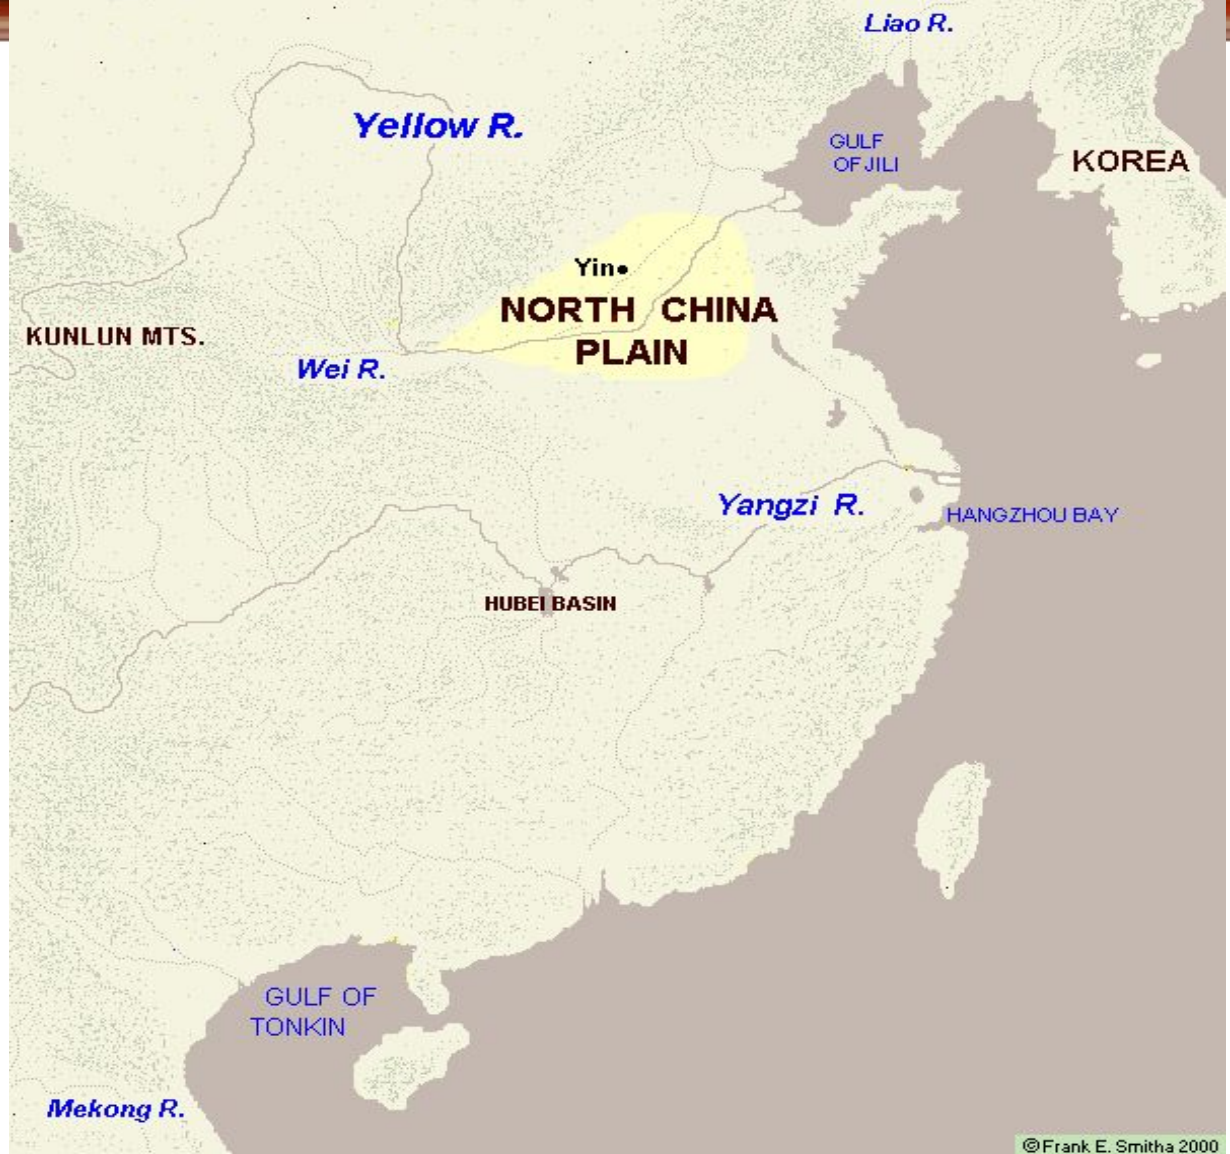 Liao R.
Yellow R.
GULF
OF JILI
KOREA
Yin
NORTH CHINA
PLAIN
KUNLUN MTS.
Wei R.
Yangzi R.
HANGZHOU BAY
HUBEI BASIN
GULF OF
TONKIN
Mekong R.
©Frank E. Smitha 2000